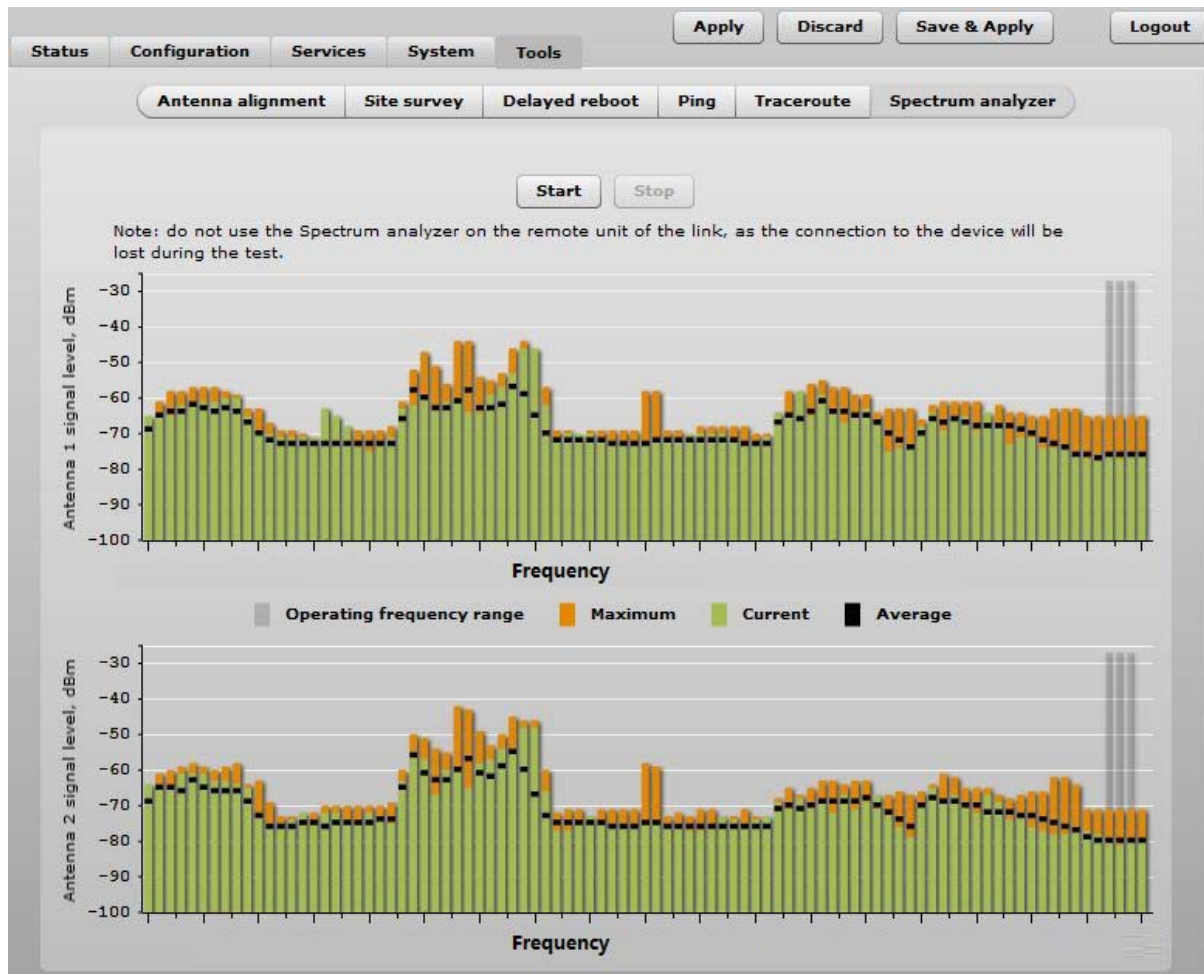 Apply Discard Save & Apply Logout
Status Configuration Services System Tools
Antenna alignment Site survey Delayed reboot Ping Traceroute Spectrum analyzer
Start Stop
Note: do not use the Spectrum analyzer on the remote unit of the link, as the connection to the device will be
lost during the test.
Antenna 1 signal level, dBm
−30
−40
−50
−60
−70
−80
−90
−100
Frequency
Operating frequency range Maximum Current Average
Antenna 2 signal level, dBm
−30
−40
−50
−60
−70
−80
−90
−100
Frequency